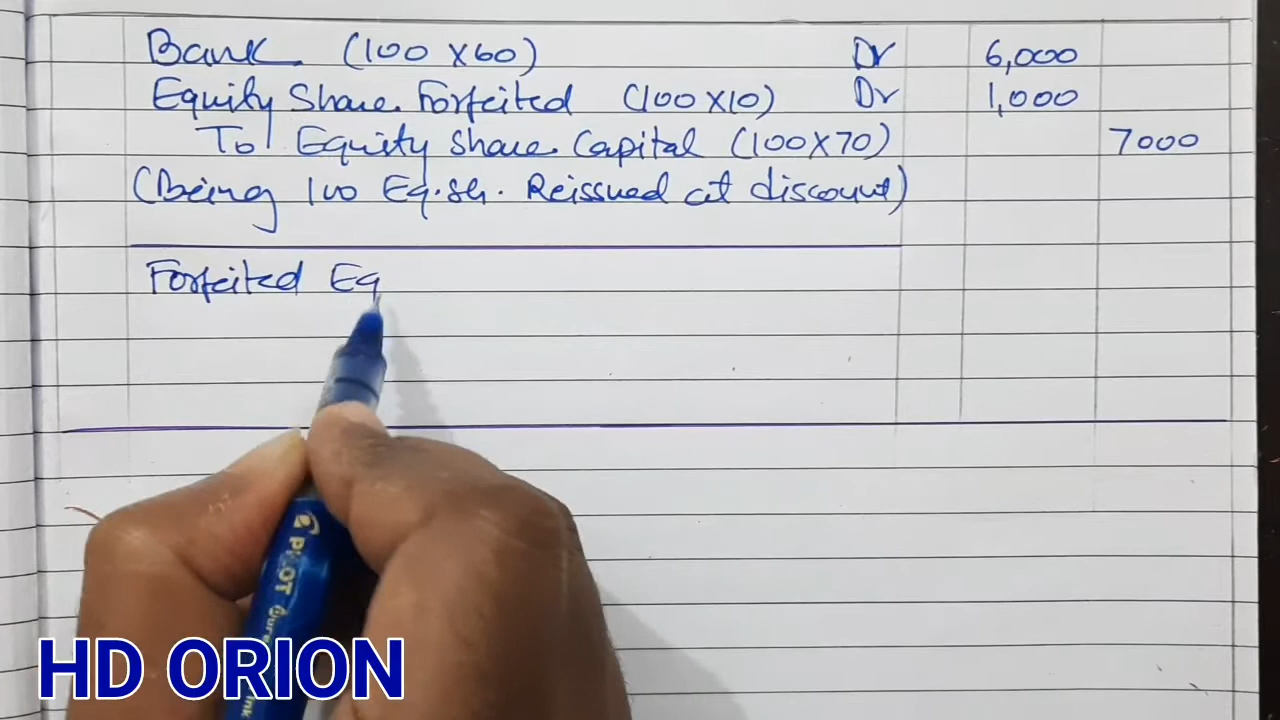 Bank (100 X 60) Dr 6,000
Equity Share Forfeited (100 X 10) Dr 1,000
To Equity Share Capital (100 X 70) 7000
(Being 100 Eq. Sh. Reissued at discount)
Forfeited Eq
PILOT
HD ORION